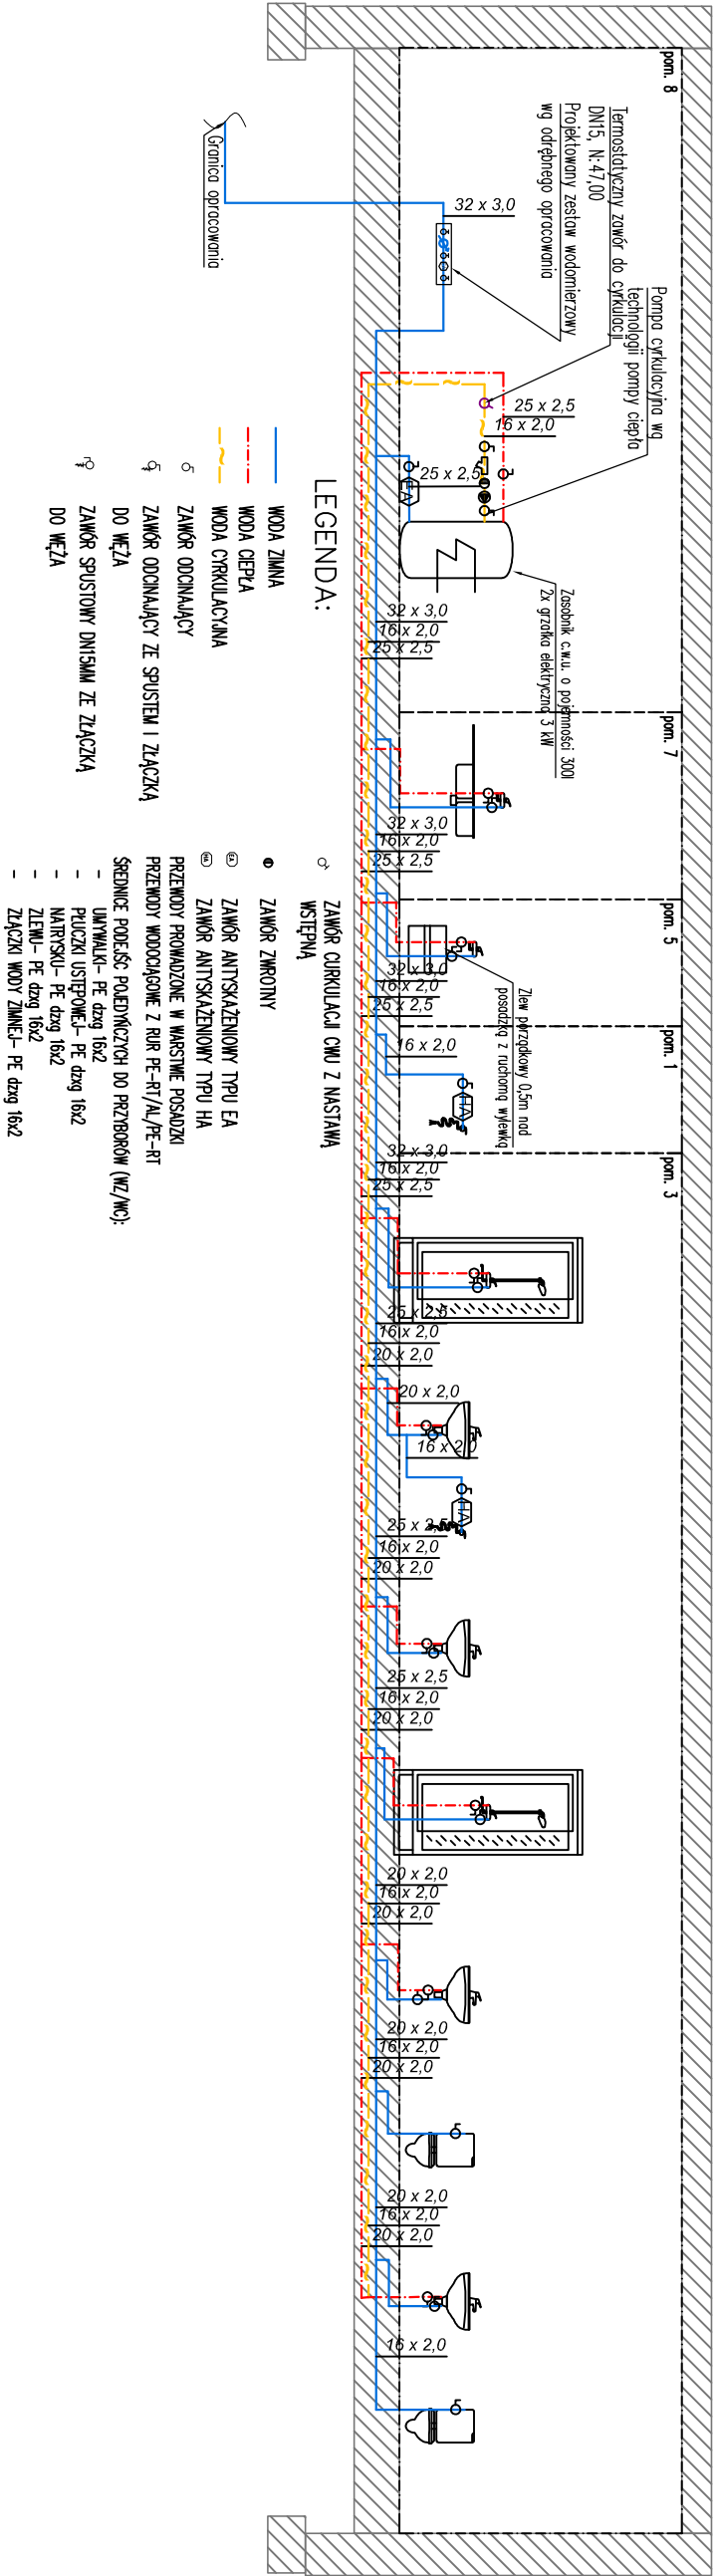 pom. 8
pom. 7
pom. 5
pom. 1
pom. 3
Pompa cyrkulacyjna wg
technologii pompy ciepła
Termostatyczny zawór do cyrkulacji
DN15, N:47,00
Projektowany zestaw wodomierzowy
wg odrębnego opracowania
Granica opracowania
Zasobnik c.w.u. o pojemności 300l
2x grzałka elektryczna 3 kW
Zlew porządkowy 0,5m nad
posadzką z ruchomą wylewką
32 x 3,0
25 x 2,5
16 x 2,0
25 x 2,5
EA
32 x 3,0
16 x 2,0
25 x 2,5
32 x 3,0
16 x 2,0
25 x 2,5
32 x 3,0
16 x 2,0
25 x 2,5
16 x 2,0
HA
32 x 3,0
16 x 2,0
25 x 2,5
25 x 2,5
16 x 2,0
20 x 2,0
20 x 2,0
16 x 2,0
HA
25 x 2,5
16 x 2,0
20 x 2,0
25 x 2,5
16 x 2,0
20 x 2,0
20 x 2,0
16 x 2,0
20 x 2,0
20 x 2,0
16 x 2,0
20 x 2,0
20 x 2,0
16 x 2,0
20 x 2,0
16 x 2,0
LEGENDA:
WODA ZIMNA
WODA CIEPŁA
WODA CYRKULACYJNA
ZAWÓR ODCINAJĄCY
ZAWÓR ODCINAJĄCY ZE SPUSTEM I ZŁĄCZKĄ
DO WĘŻA
ZAWÓR SPUSTOWY DN15MM ZE ZŁĄCZKĄ
DO WĘŻA
ZAWÓR CURKULACJI CWU Z NASTAWĄ
WSTĘPNĄ
ZAWÓR ZWROTNY
EA ZAWÓR ANTYSKAŻENIOWY TYPU EA
HA ZAWÓR ANTYSKAŻENIOWY TYPU HA
PRZEWODY PROWADZONE W WARSTWIE POSADZKI
PRZEWODY WODOCIĄGOWE Z RUR PE-RT/AL/PE-RT
ŚREDNICE PODEJŚĆ POJEDYŃCZYCH DO PRZYBORÓW (WZ/WC):
- UMYWALKI- PE dzxg 16x2
- PŁUCZKI USTĘPOWEJ- PE dzxg 16x2
- NATRYSKU- PE dzxg 16x2
- ZLEWU- PE dzxg 16x2
- ZŁĄCZKI WODY ZIMNEJ- PE dzxg 16x2